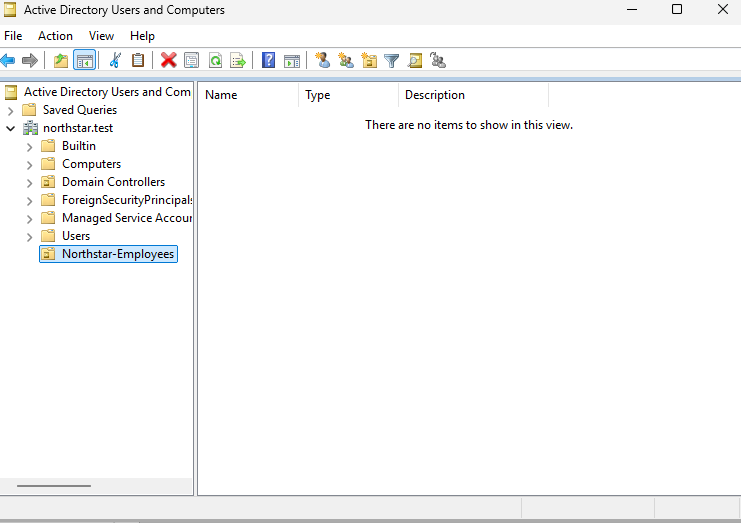 Active Directory Users and Computers
File Action View Help
Active Directory Users and Com
Saved Queries
northstar.test
Builtin
Computers
Domain Controllers
ForeignSecurityPrincipals
Managed Service Accour
Users
Northstar-Employees
Name Type Description
There are no items to show in this view.